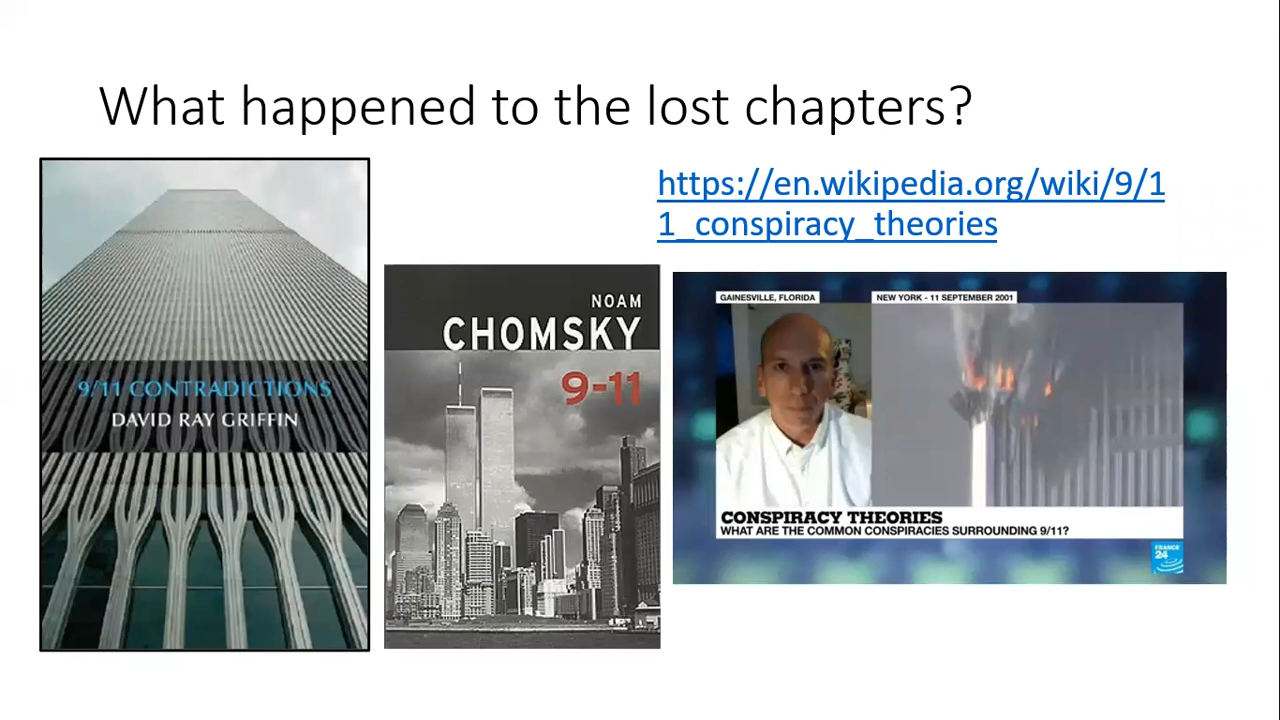 What happened to the lost chapters?
https://en.wikipedia.org/wiki/9/1
1_conspiracy_theories
9/11 CONTRADICTIONS
DAVID RAY GRIFFIN
NOAM
CHOMSKY
9-11
GAINESVILLE, FLORIDA
NEW YORK - 11 SEPTEMBER 2001
CONSPIRACY THEORIES
WHAT ARE THE COMMON CONSPIRACIES SURROUNDING 9/11?
FRANCE
24